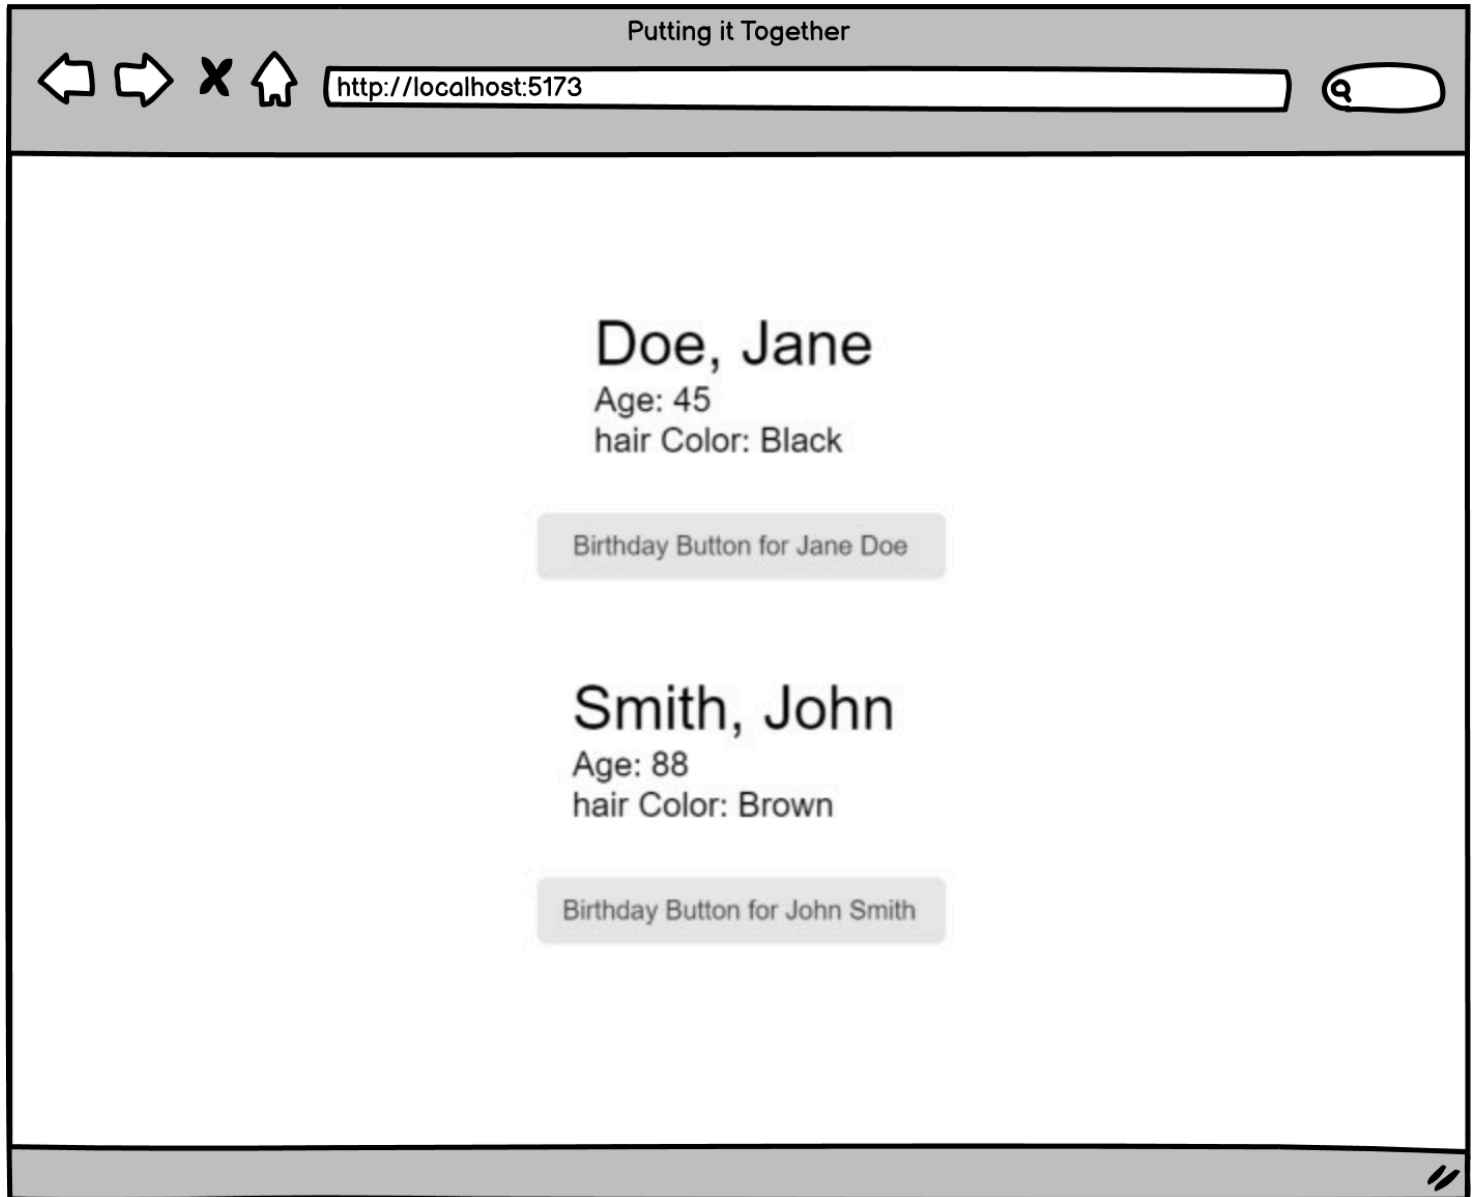 Putting it Together
http://localhost:5173
Doe, Jane
Age: 45
hair Color: Black
Birthday Button for Jane Doe
Smith, John
Age: 88
hair Color: Brown
Birthday Button for John Smith